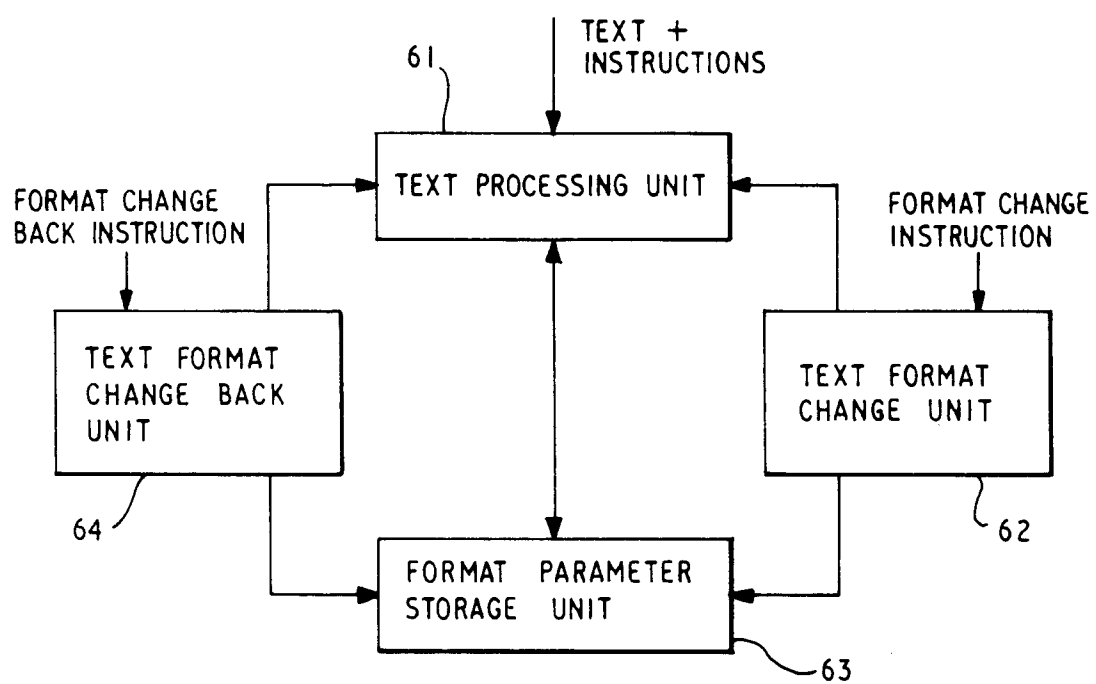 TEXT +
INSTRUCTIONS
61
TEXT PROCESSING UNIT
FORMAT CHANGE
BACK INSTRUCTION
FORMAT CHANGE
INSTRUCTION
TEXT FORMAT
CHANGE BACK
UNIT
TEXT FORMAT
CHANGE UNIT
64
62
FORMAT PARAMETER
STORAGE UNIT
63